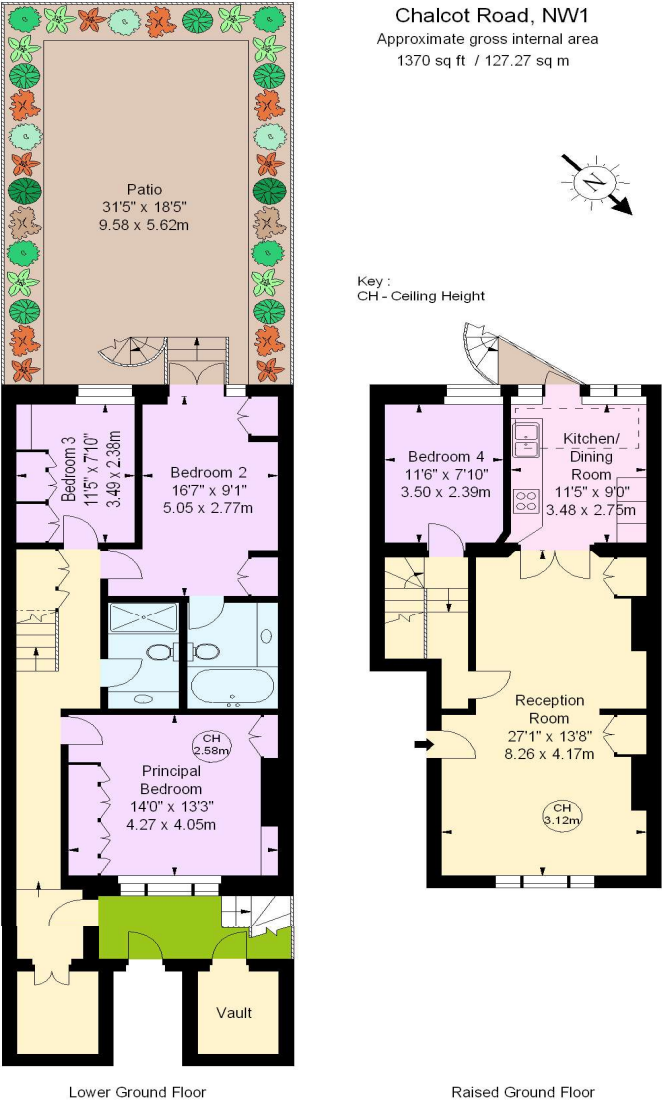 Chalcot Road, NW1
Approximate gross internal area
1370 sq ft / 127.27 sq m
N
Key :
CH - Ceiling Height
Patio
31'5" x 18'5"
9.58 x 5.62m
Bedroom 3
11'5" x 7'10"
3.49 x 2.38m
Bedroom 2
16'7" x 9'1"
5.05 x 2.77m
CH
2.58m
Principal
Bedroom
14'0" x 13'3"
4.27 x 4.05m
Vault
Lower Ground Floor
Bedroom 4
11'6" x 7'10"
3.50 x 2.39m
Kitchen/
Dining
Room
11'5" x 9'0"
3.48 x 2.75m
Reception
Room
27'1" x 13'8"
8.26 x 4.17m
CH
3.12m
Raised Ground Floor